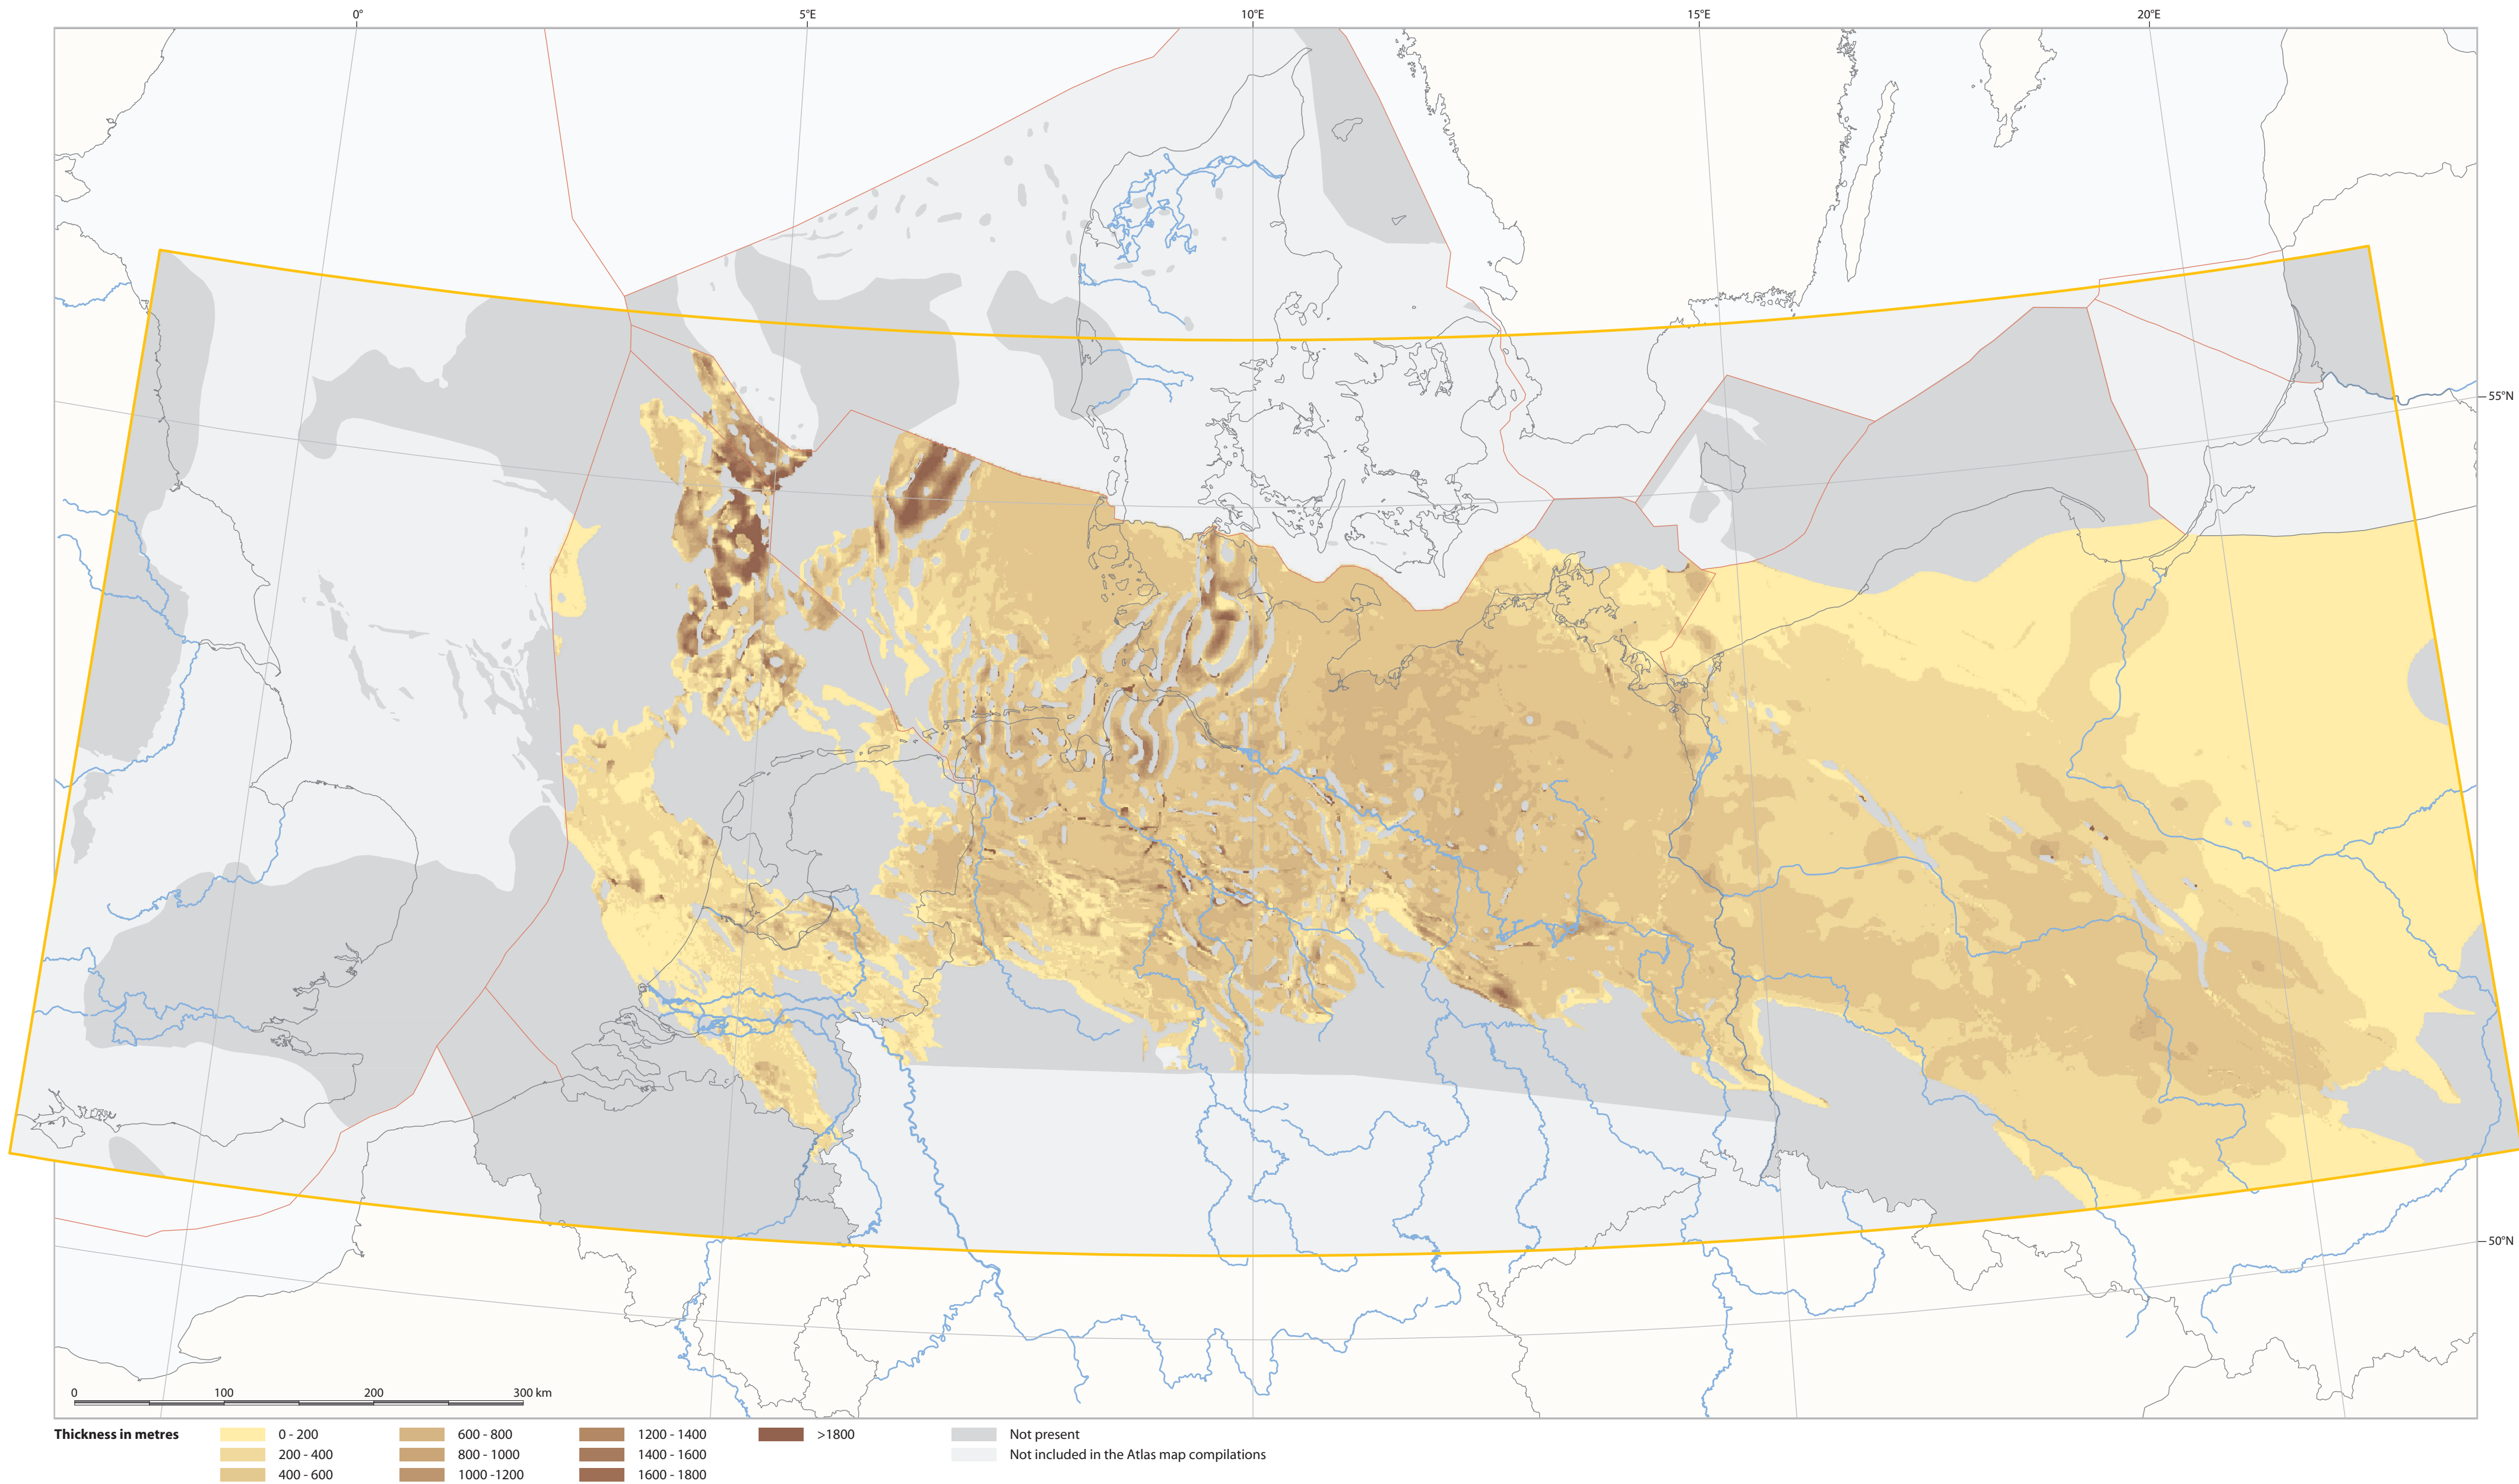 0° 5°E 10°E 15°E 20°E
55°N
50°N
0 100 200 300 km
Thickness in metres 0 - 200 600 - 800 1200 - 1400 >1800 Not present
200 - 400 800 - 1000 1400 - 1600 Not included in the Atlas map compilations
400 - 600 1000 -1200 1600 - 1800